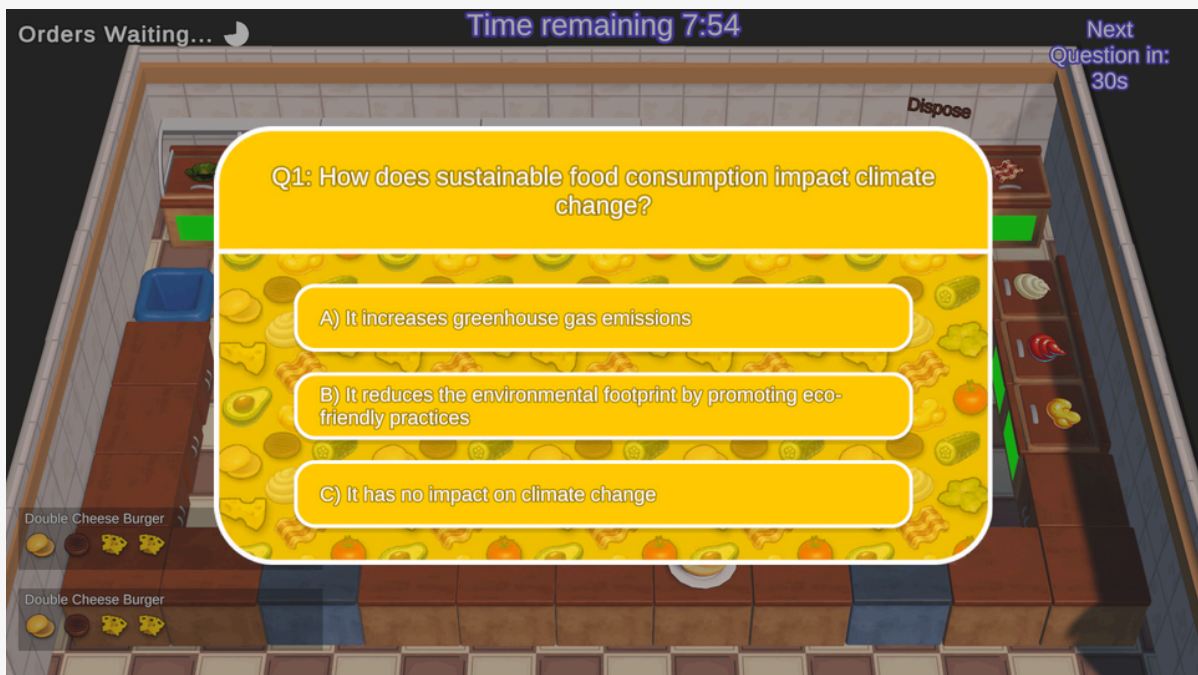 Orders Waiting...
Time remaining 7:54
Next
Question in:
30s
Dispose
Q1: How does sustainable food consumption impact climate
change?
A) It increases greenhouse gas emissions
B) It reduces the environmental footprint by promoting eco-
friendly practices
C) It has no impact on climate change
Double Cheese Burger
Double Cheese Burger